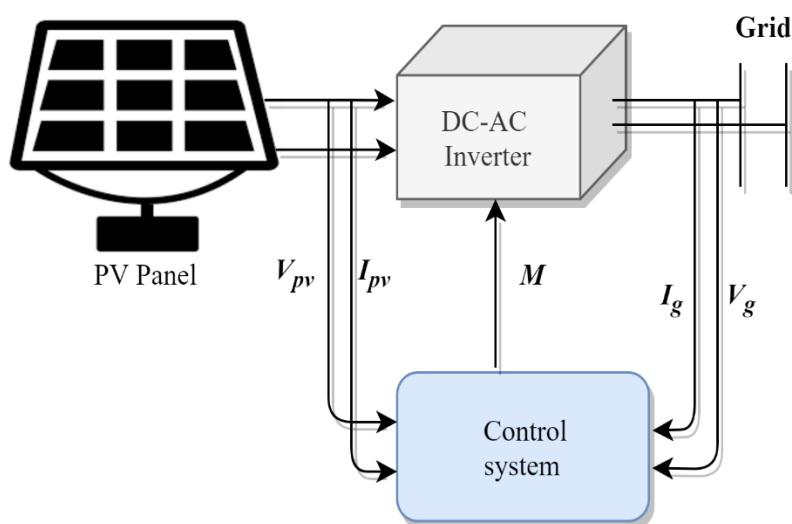 Grid
DC-AC
Inverter
PV Panel
V_pv
I_pv
M
I_g
V_g
Control
system